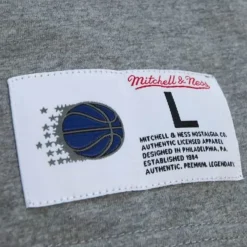 Mitchell & Ness
L
MITCHELL & NESS NOSTALGIA CO.
AUTHENTIC LICENSED APPAREL
DESIGNED IN PHILADELPHIA, PA.
ESTABLISHED 1904
AUTHENTIC. PREMIUM. LEGENDARY.